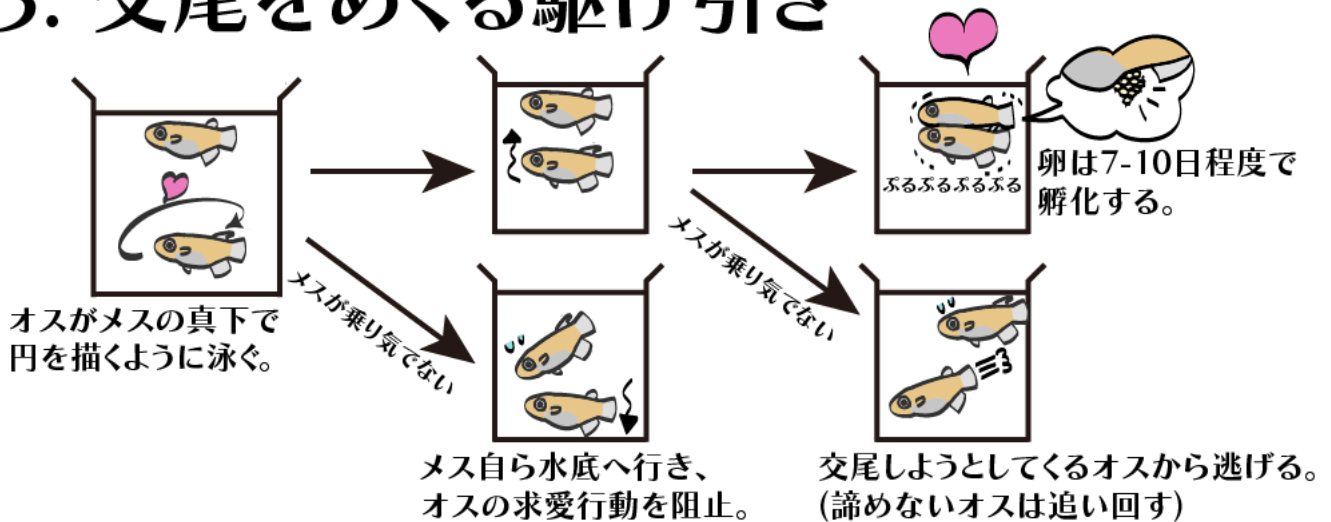 3. 交尾をめぐる駆け引き
オスがメスの真下で
円を描くように泳ぐ。
メスが乗り気でない
メス自ら水底へ行き、
オスの求愛行動を阻止。
メスが乗り気でない
ぷるぷるぷるぷる
卵は7-10日程度で
孵化する。
交尾しようとしてくるオスから逃げる。
(諦めないオスは追い回す)